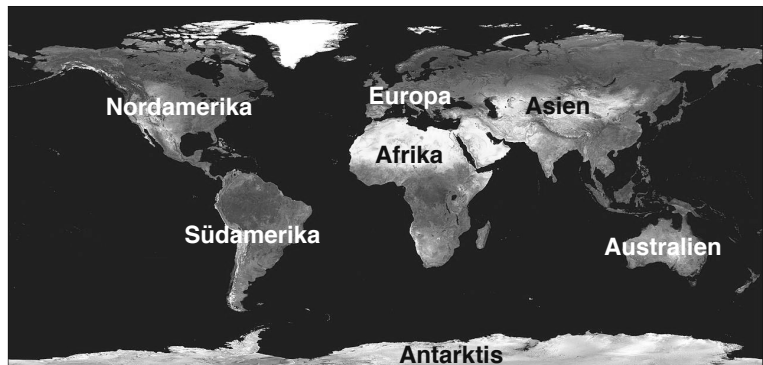 Nordamerika
Europa
Asien
Afrika
Südamerika
Australien
Antarktis